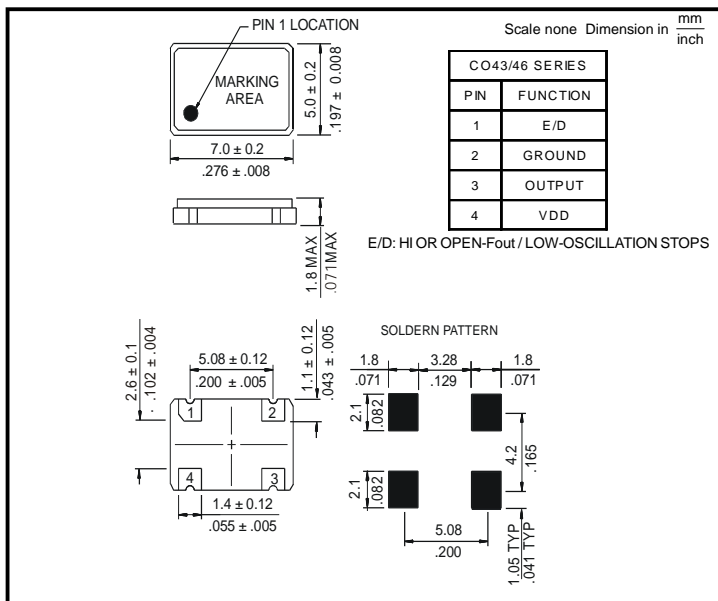 PIN 1 LOCATION
Scale none Dimension in mm
inch
MARKING
AREA
5.0 ± 0.2
.197 ± 0.008
7.0 ± 0.2
.276 ± .008
CO43/46 SERIES
PIN FUNCTION
1 E/D
2 GROUND
3 OUTPUT
4 VDD
E/D: HI OR OPEN-Fout / LOW-OSCILLATION STOPS
1.8 MAX
.071MAX
2.6 ± 0.1
.102 ± .004
5.08 ± 0.12
.200 ± .005
1.1 ± 0.12
.043 ± .005
1 2
4 3
1.4 ± 0.12
.055 ± .005
SOLDERN PATTERN
1.8 3.28 1.8
.071 .129 .071
2.1
.082
4.2
.165
2.1
.082
5.08
.200
1.05 TYP
.041 TYP